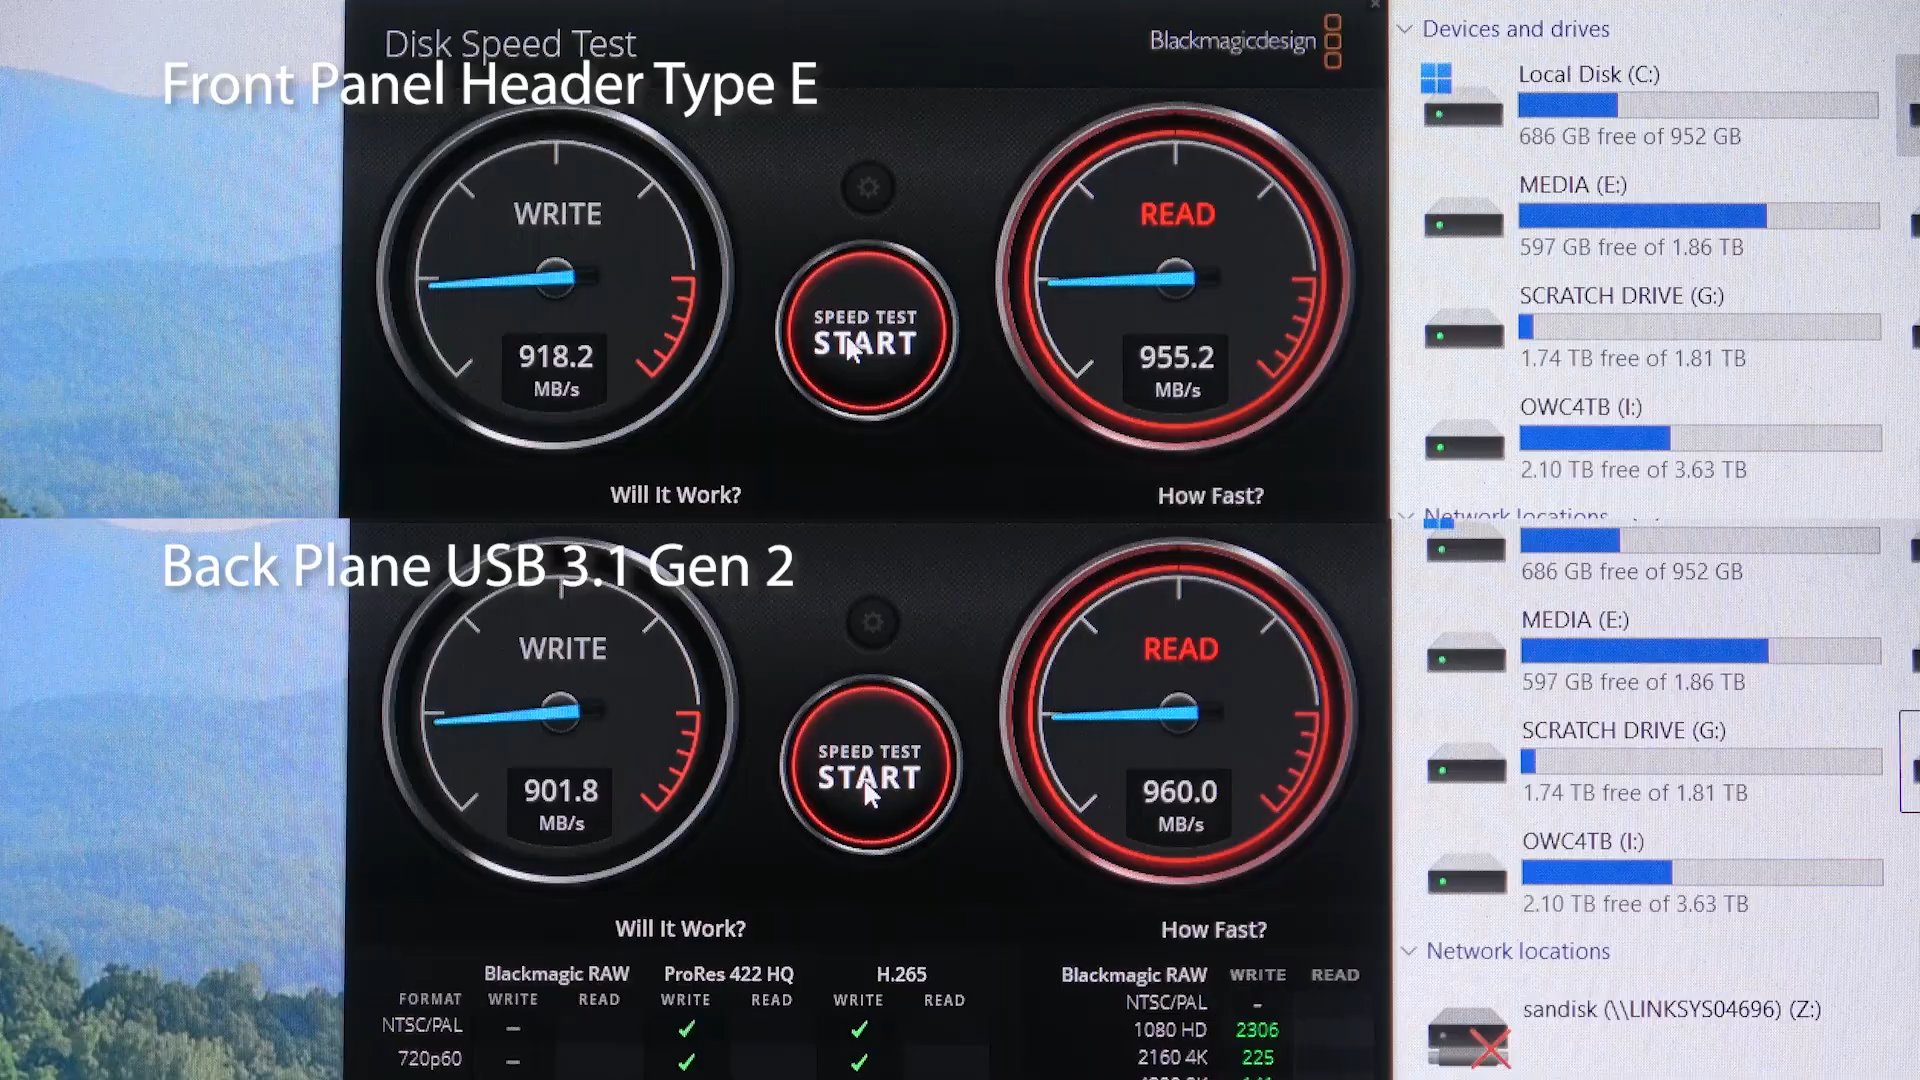 Disk Speed Test
Blackmagicdesign
Front Panel Header Type E
WRITE
918.2
MB/s
SPEED TEST
START
READ
955.2
MB/s
Will It Work?
How Fast?
Devices and drives
Local Disk (C:)
686 GB free of 952 GB
MEDIA (E:)
597 GB free of 1.86 TB
SCRATCH DRIVE (G:)
1.74 TB free of 1.81 TB
OWC4TB (I:)
2.10 TB free of 3.63 TB
Network locations
Back Plane USB 3.1 Gen 2
WRITE
901.8
MB/s
SPEED TEST
START
READ
960.0
MB/s
Will It Work?
How Fast?
Blackmagic RAW ProRes 422 HQ H.265
FORMAT WRITE READ WRITE READ WRITE READ
NTSC/PAL – ✓ ✓
720p60 – ✓ ✓
Blackmagic RAW WRITE READ
NTSC/PAL –
1080 HD 2306
2160 4K 225
686 GB free of 952 GB
MEDIA (E:)
597 GB free of 1.86 TB
SCRATCH DRIVE (G:)
1.74 TB free of 1.81 TB
OWC4TB (I:)
2.10 TB free of 3.63 TB
Network locations
sandisk (\\LINKSYS04696) (Z:)